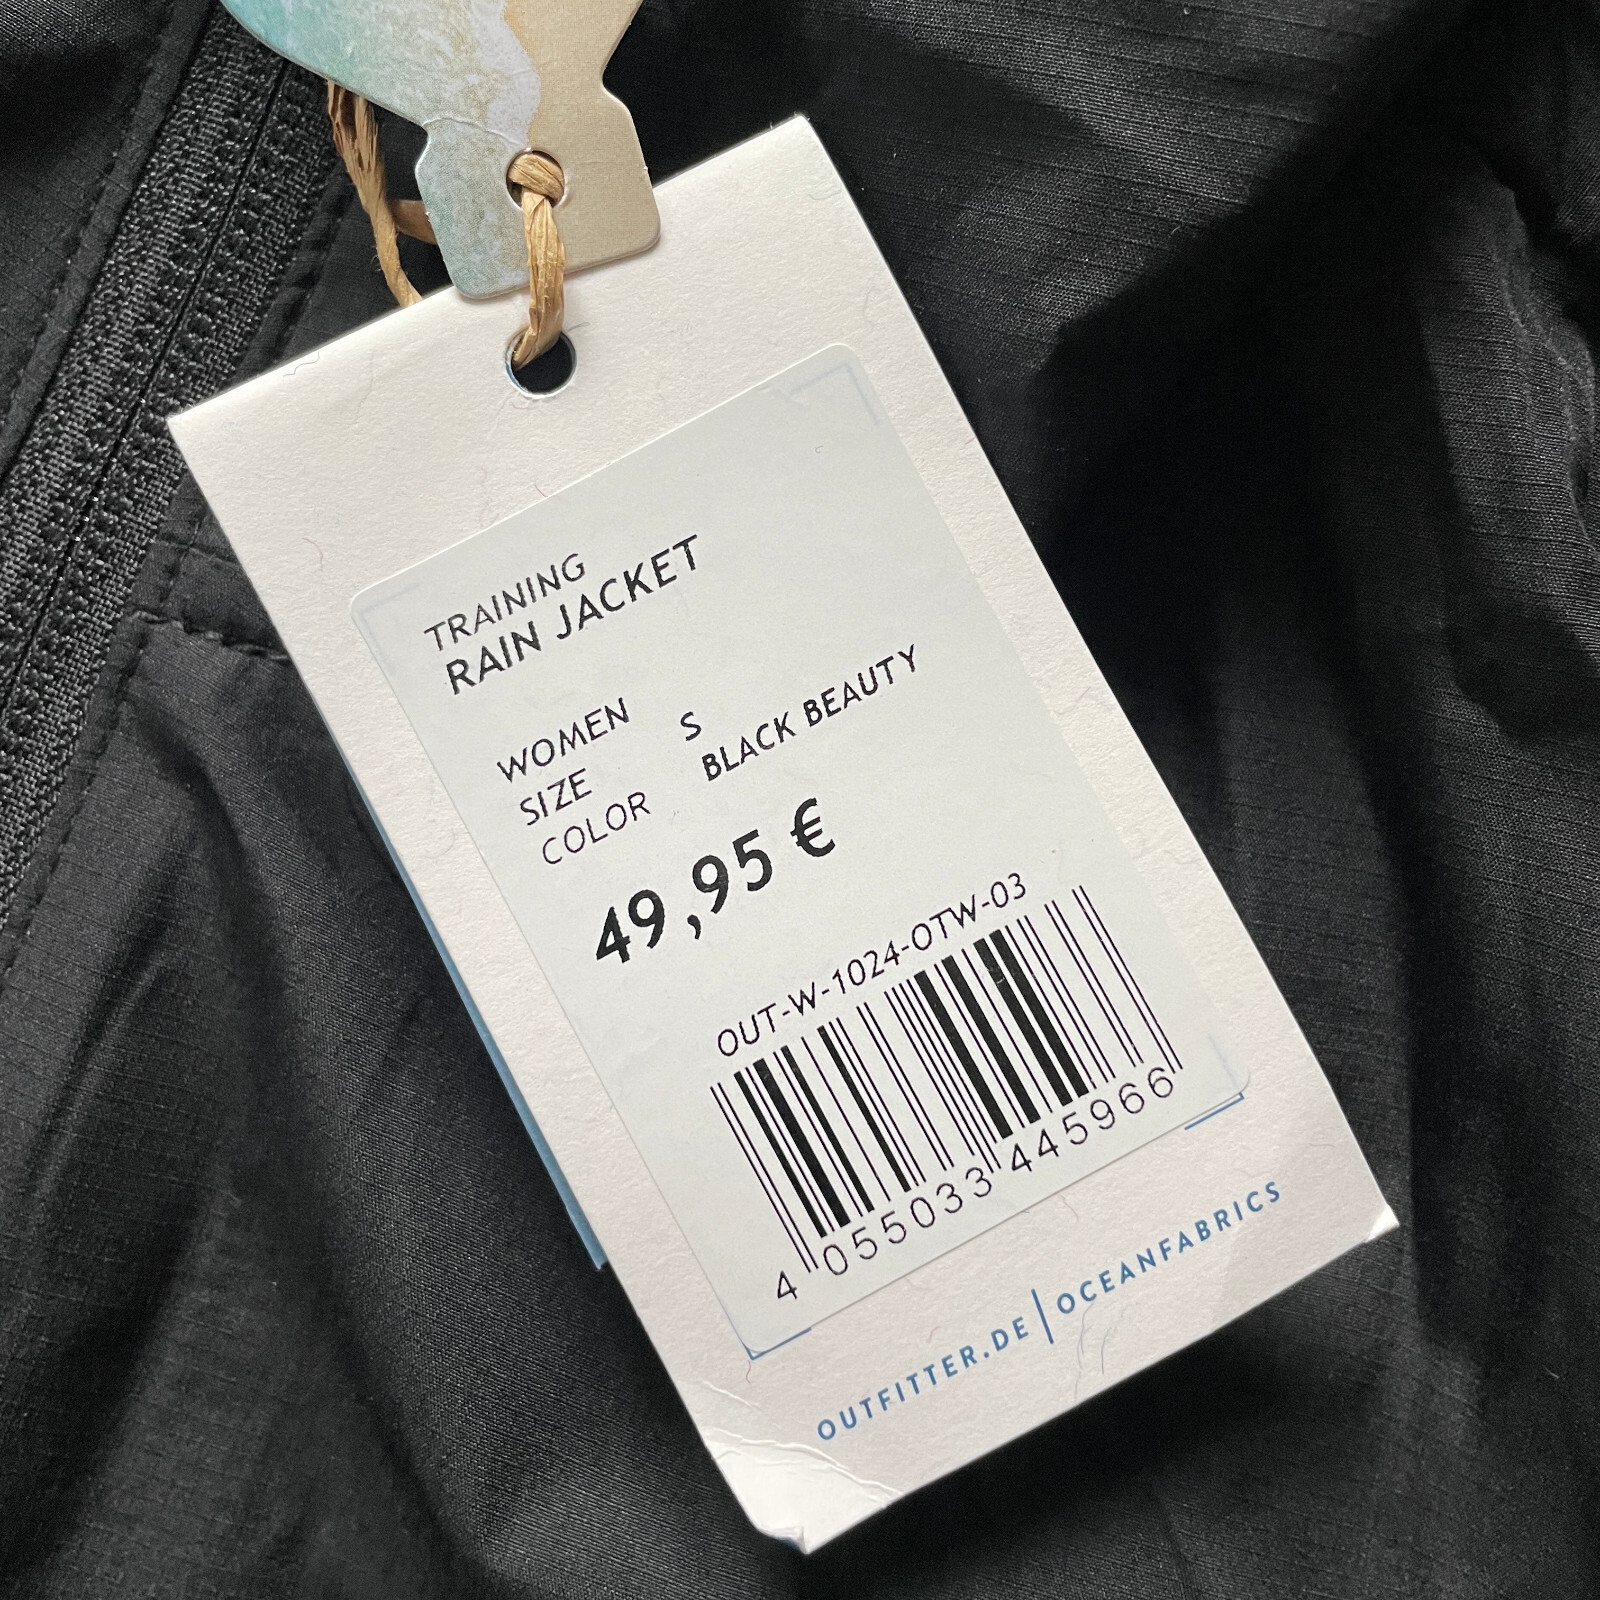 TRAINING
RAIN JACKET
WOMEN
SIZE S
COLOR BLACK BEAUTY
49,95 €
OUT-W-1024-OTW-03
4 055033 445966
OUTFITTER.DE | OCEANFABRICS